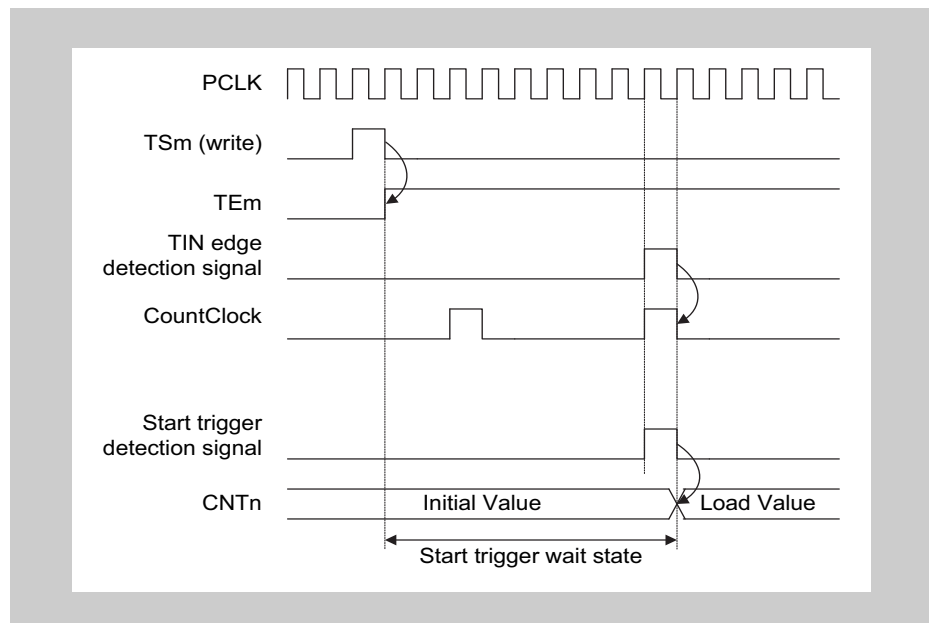 PCLK
TSm (write)
TEm
TIN edge
detection signal
CountClock
Start trigger
detection signal
CNTn
Initial Value
Load Value
Start trigger wait state